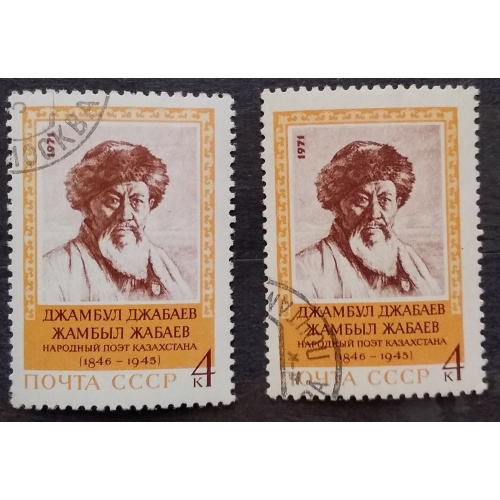 МОСКВА
1971
ДЖАМБУЛ ДЖАБАЕВ
ЖАМБЫЛ ЖАБАЕВ
НАРОДНЫЙ ПОЭТ КАЗАХСТАНА
(1846 – 1945)
ПОЧТА СССР 4 к
1971
ДЖАМБУЛ ДЖАБАЕВ
ЖАМБЫЛ ЖАБАЕВ
НАРОДНЫЙ ПОЭТ КАЗАХСТАНА
(1846 – 1945)
ПОЧТА СССР 4 к